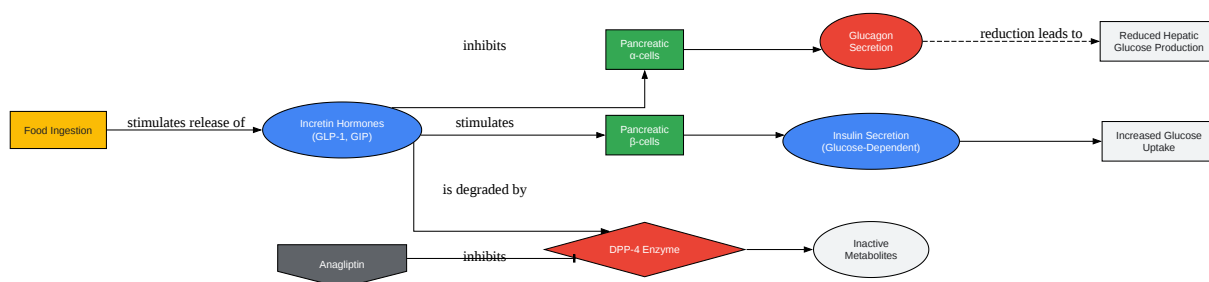 Glucagon
Secretion
reduction leads to
Reduced Hepatic
Glucose Production
inhibits
Pancreatic
α-cells
Food Ingestion
stimulates release of
Incretin Hormones
(GLP-1, GIP)
stimulates
Pancreatic
β-cells
Insulin Secretion
(Glucose-Dependent)
Increased Glucose
Uptake
is degraded by
Anagliptin
inhibits
DPP-4 Enzyme
Inactive
Metabolites